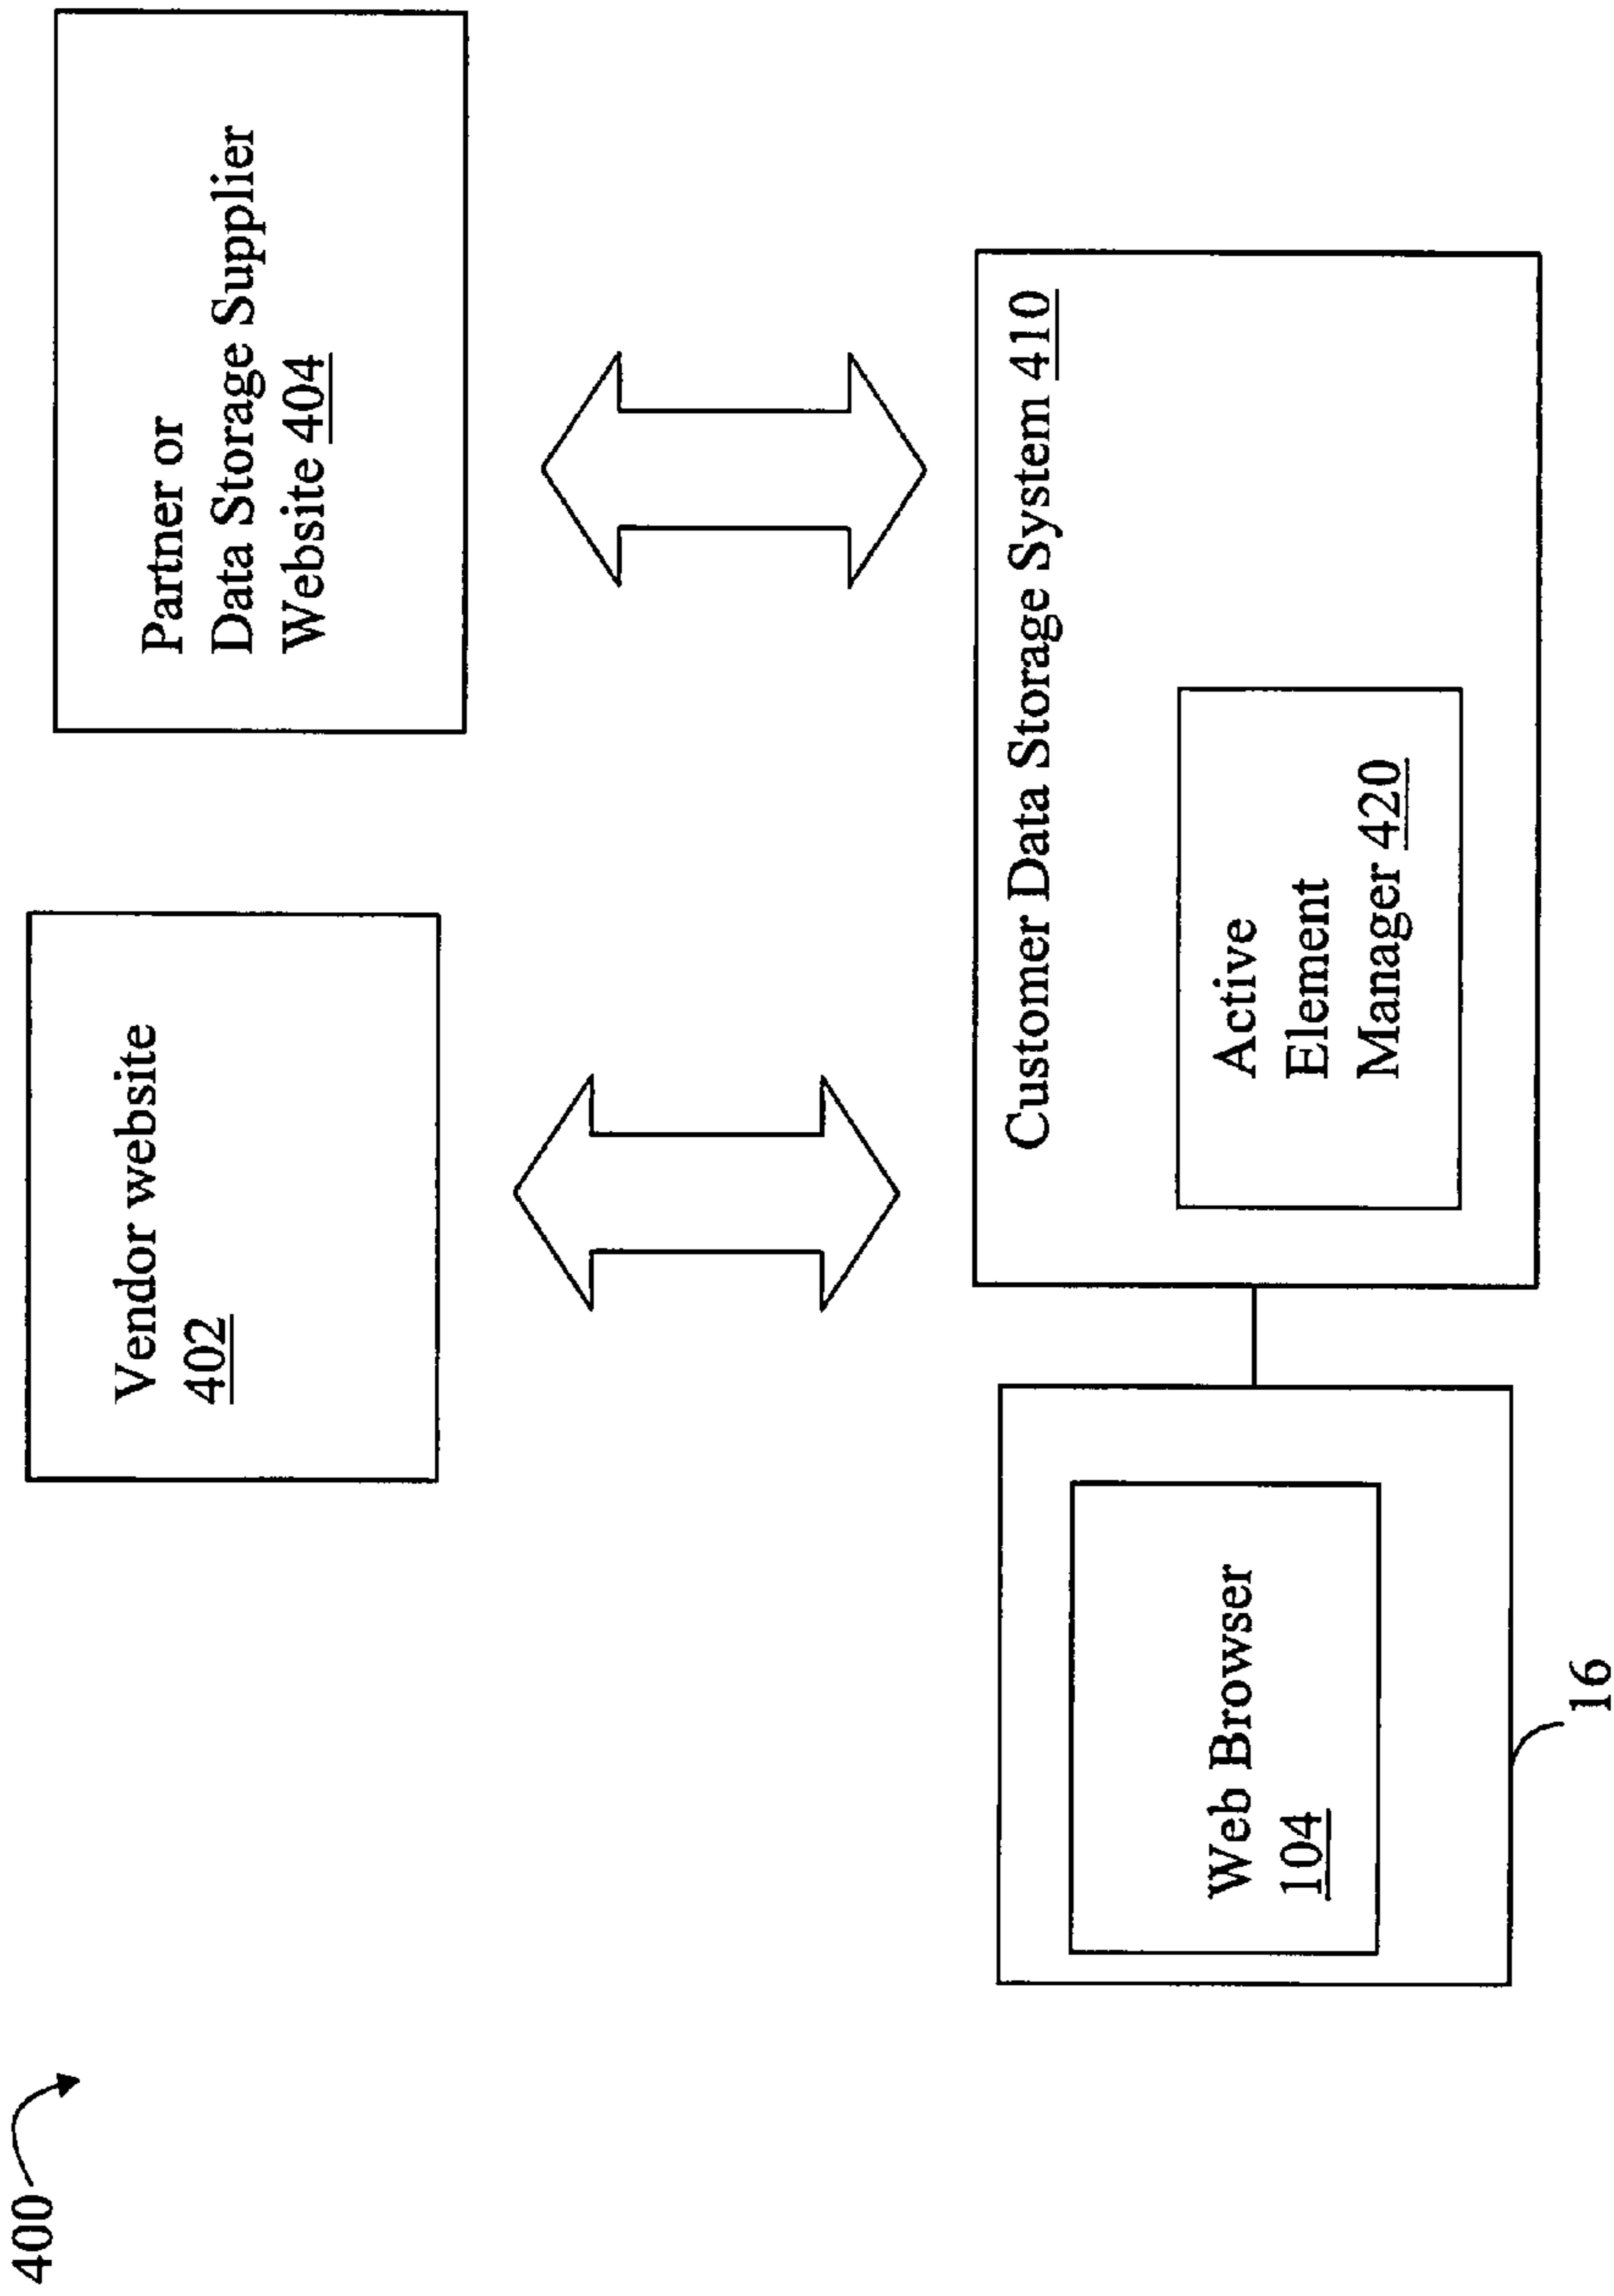 400
Vendor website
402
Partner or
Data Storage Supplier
Website 404
Customer Data Storage System 410
Active
Element
Manager 420
Web Browser
104
16